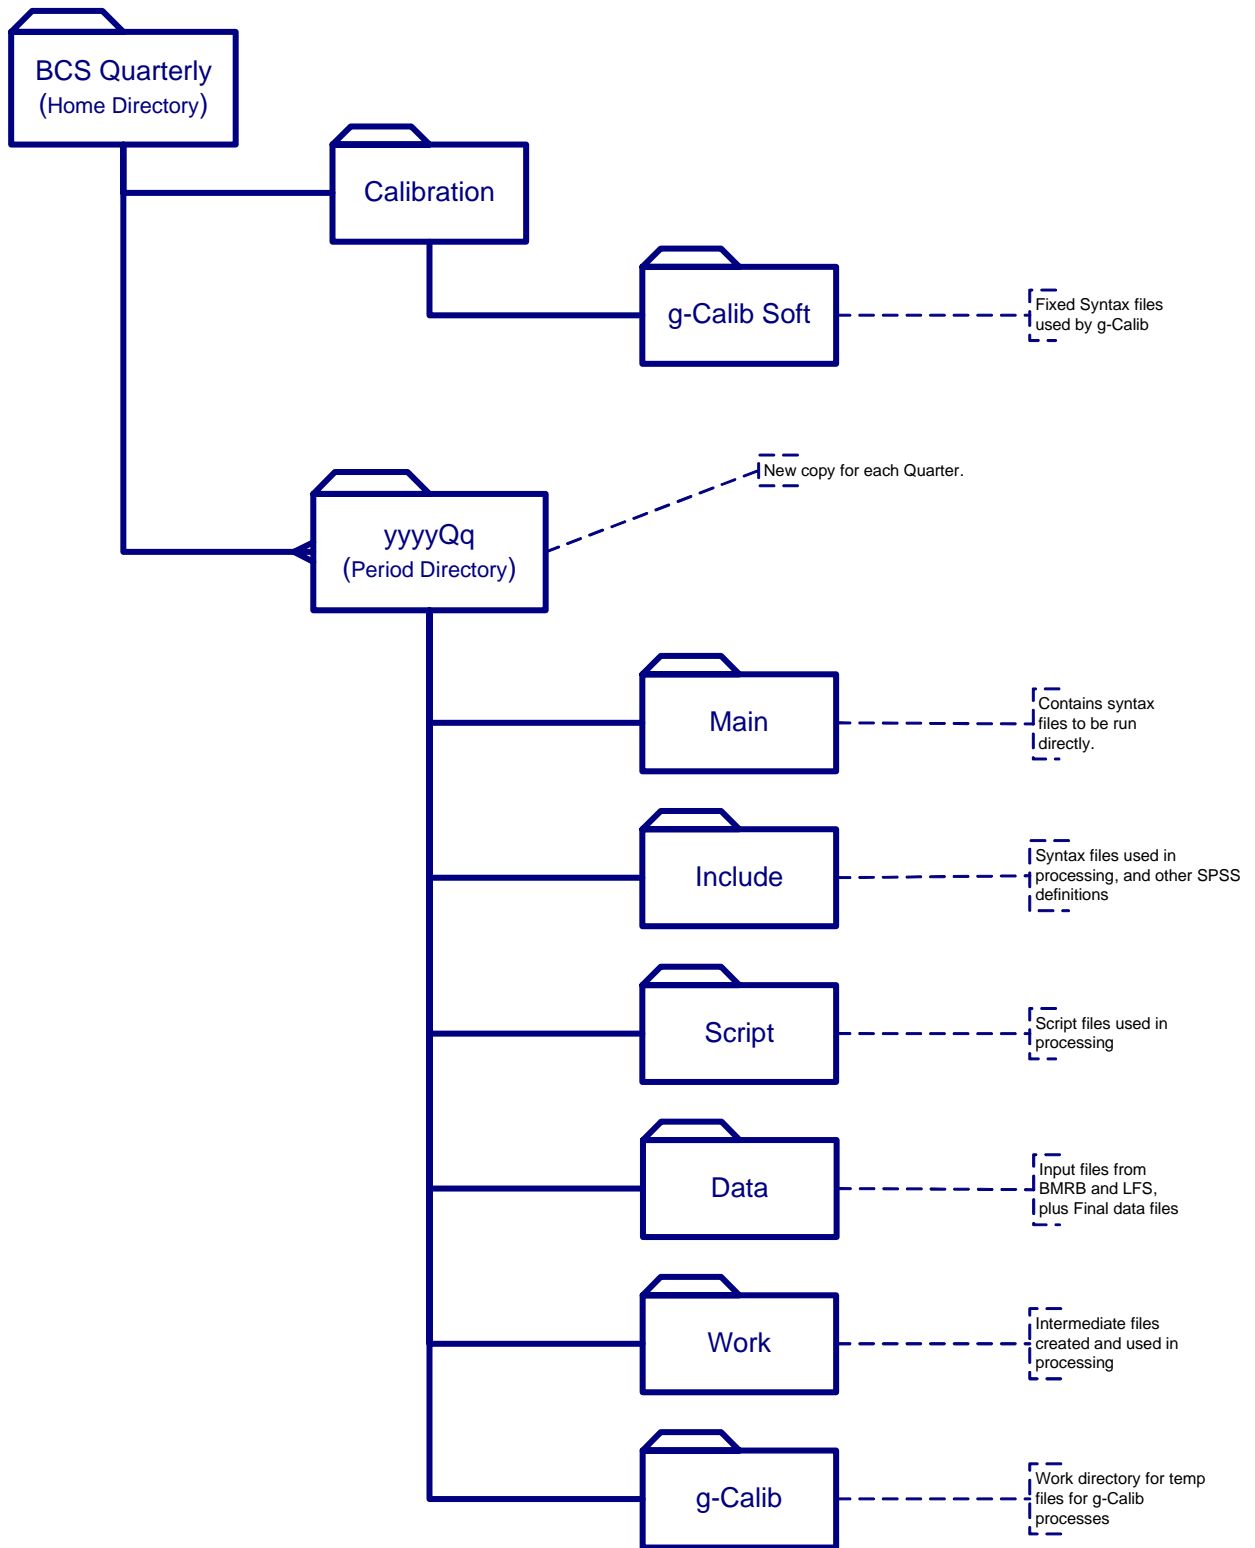 BCS Quarterly
(Home Directory)
Calibration
g-Calib Soft
Fixed Syntax files
used by g-Calib
New copy for each Quarter.
yyyyQq
(Period Directory)
Main
Contains syntax
files to be run
directly.
Include
Syntax files used in
processing, and other SPSS
definitions
Script
Script files used in
processing
Data
Input files from
BMRB and LFS,
plus Final data files
Work
Intermediate files
created and used in
processing
g-Calib
Work directory for temp
files for g-Calib
processes